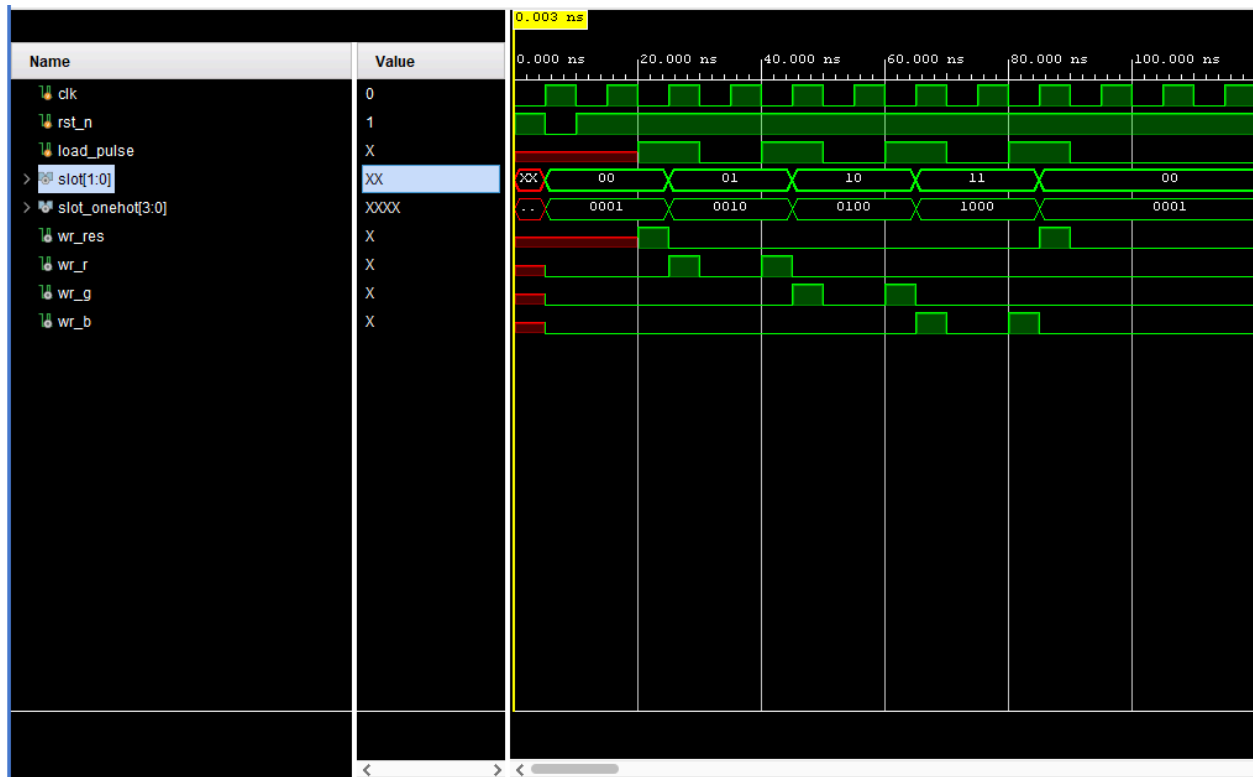 0.003 ns
Name Value
0.000 ns 20.000 ns 40.000 ns 60.000 ns 80.000 ns 100.000 ns
clk 0
rst_n 1
load_pulse X
slot[1:0] XX XX 00 01 10 11 00
slot_onehot[3:0] XXXX .. 0001 0010 0100 1000 0001
wr_res X
wr_r X
wr_g X
wr_b X